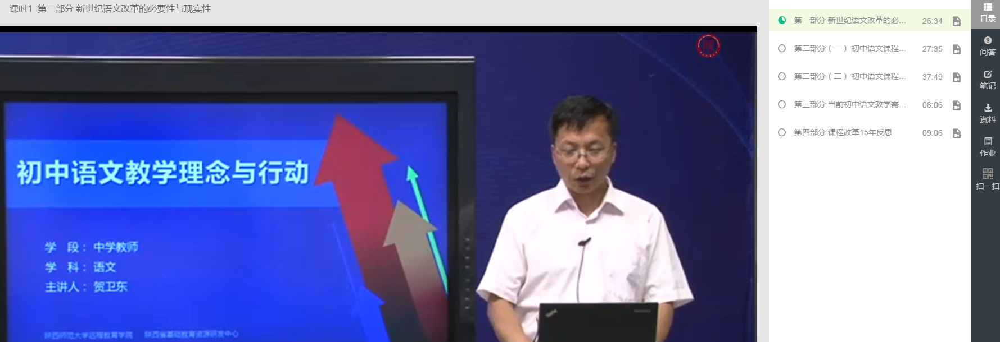 课时1 第一部分 新世纪语文改革的必要性与现实性
初中语文教学理念与行动
学 段： 中学教师
学 科： 语文
主讲人： 贺卫东
陕西师范大学远程教育学院 陕西省基础教育资源研发中心
ThinkPad
第一部分 新世纪语文改革的必... 26:34
第二部分（一） 初中语文课程... 27:35
第二部分（二） 初中语文课程... 37:49
第三部分 当前初中语文教学需... 08:06
第四部分 课程改革15年反思 09:06
目录
问答
笔记
资料
作业
扫一扫